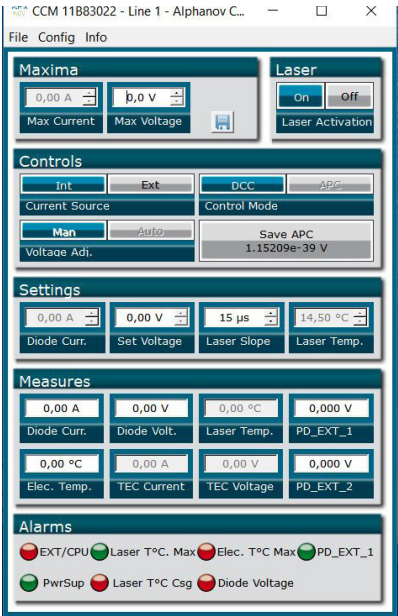 CCM 11B83022 - Line 1 - Alphanov C...
File Config Info
Maxima
0,00 A
0,0 V
Max Current Max Voltage
Laser
On Off
Laser Activation
Controls
Int Ext
Current Source
DCC APC
Control Mode
Man Auto
Voltage Adj.
Save APC
1.15209e-39 V
Settings
0,00 A 0,00 V 15 µs 14,50 °C
Diode Curr. Set Voltage Laser Slope Laser Temp.
Measures
0,00 A 0,00 V 0,00 °C 0,000 V
Diode Curr. Diode Volt. Laser Temp. PD_EXT_1
0,00 °C 0,00 A 0,00 V 0,000 V
Elec. Temp. TEC Current TEC Voltage PD_EXT_2
Alarms
EXT/CPU Laser T°C. Max Elec. T°C Max PD_EXT_1
PwrSup Laser T°C Csg Diode Voltage